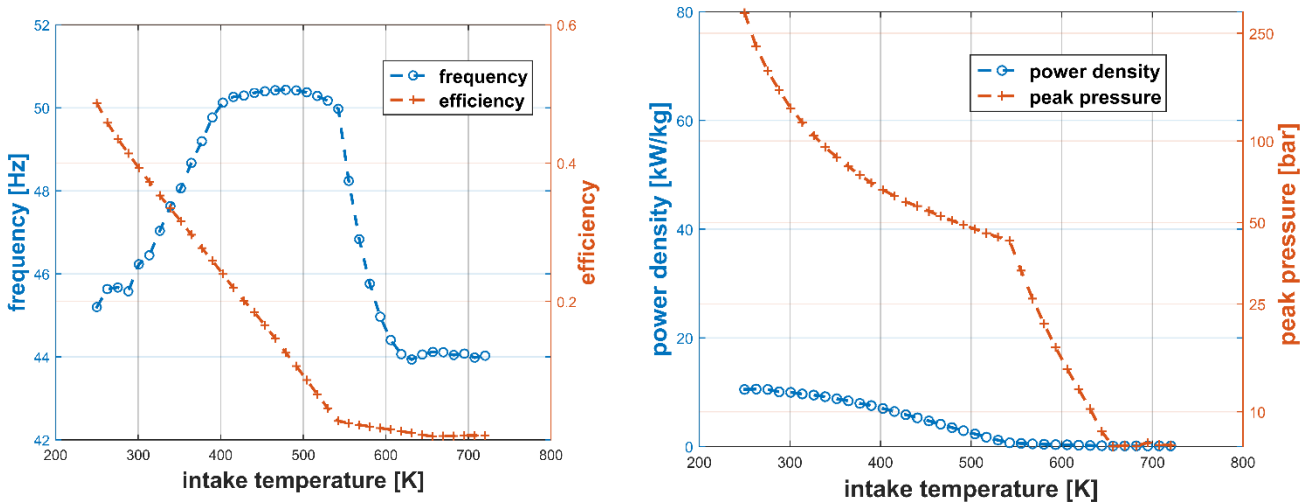 52
50
48
46
44
42
frequency [Hz]
0.6
0.4
0.2
efficiency
frequency
efficiency
200 300 400 500 600 700 800
intake temperature [K]
80
60
40
20
0
power density [kW/kg]
250
100
50
25
10
peak pressure [bar]
power density
peak pressure
200 300 400 500 600 700 800
intake temperature [K]